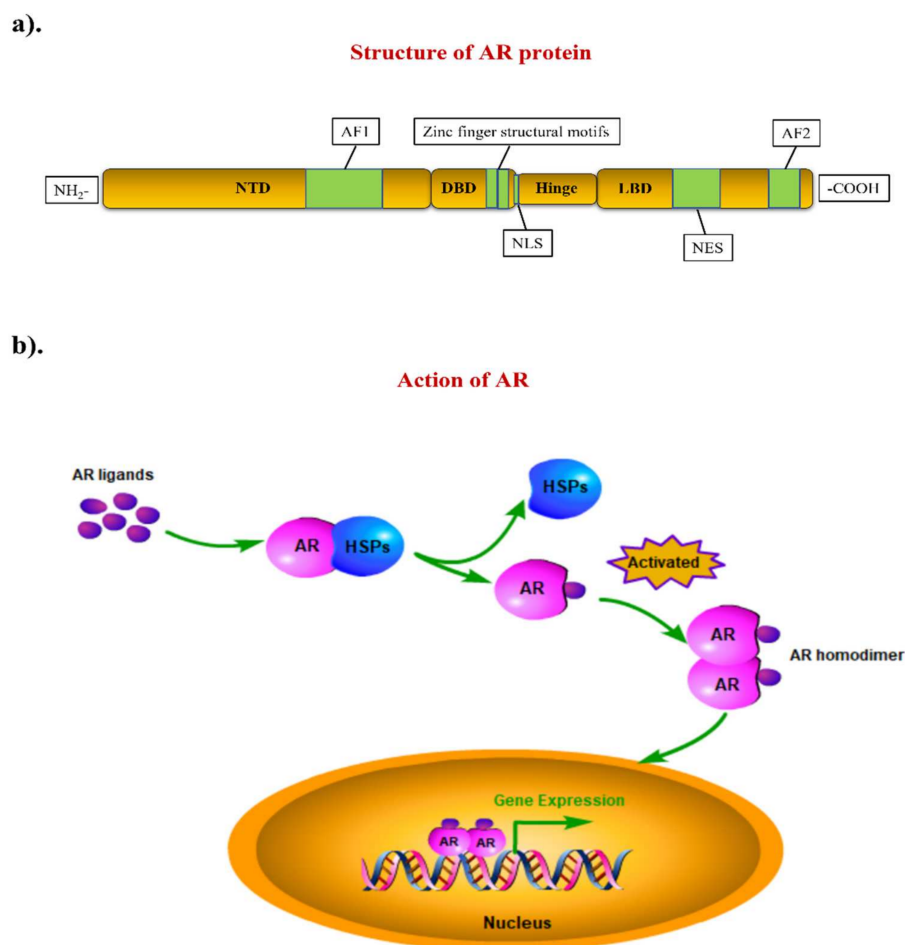 a).
Structure of AR protein
AF1
Zinc finger structural motifs
AF2
NH₂-
NTD
DBD
Hinge
LBD
-COOH
NLS
NES
b).
Action of AR
AR ligands
HSPs
AR
HSPs
Activated
AR
AR
AR homodimer
AR
Gene Expression
AR
AR
Nucleus